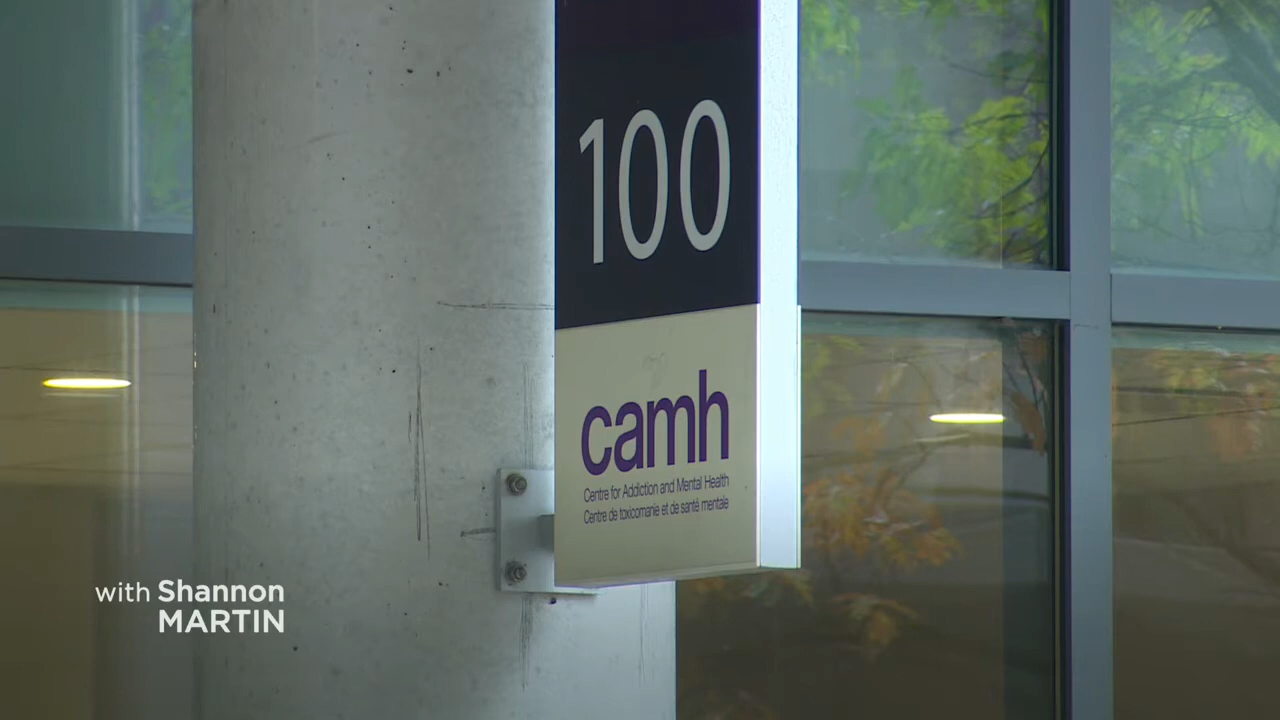 100
camh
Centre for Addiction and Mental Health
Centre de toxicomanie et de santé mentale
with Shannon
MARTIN